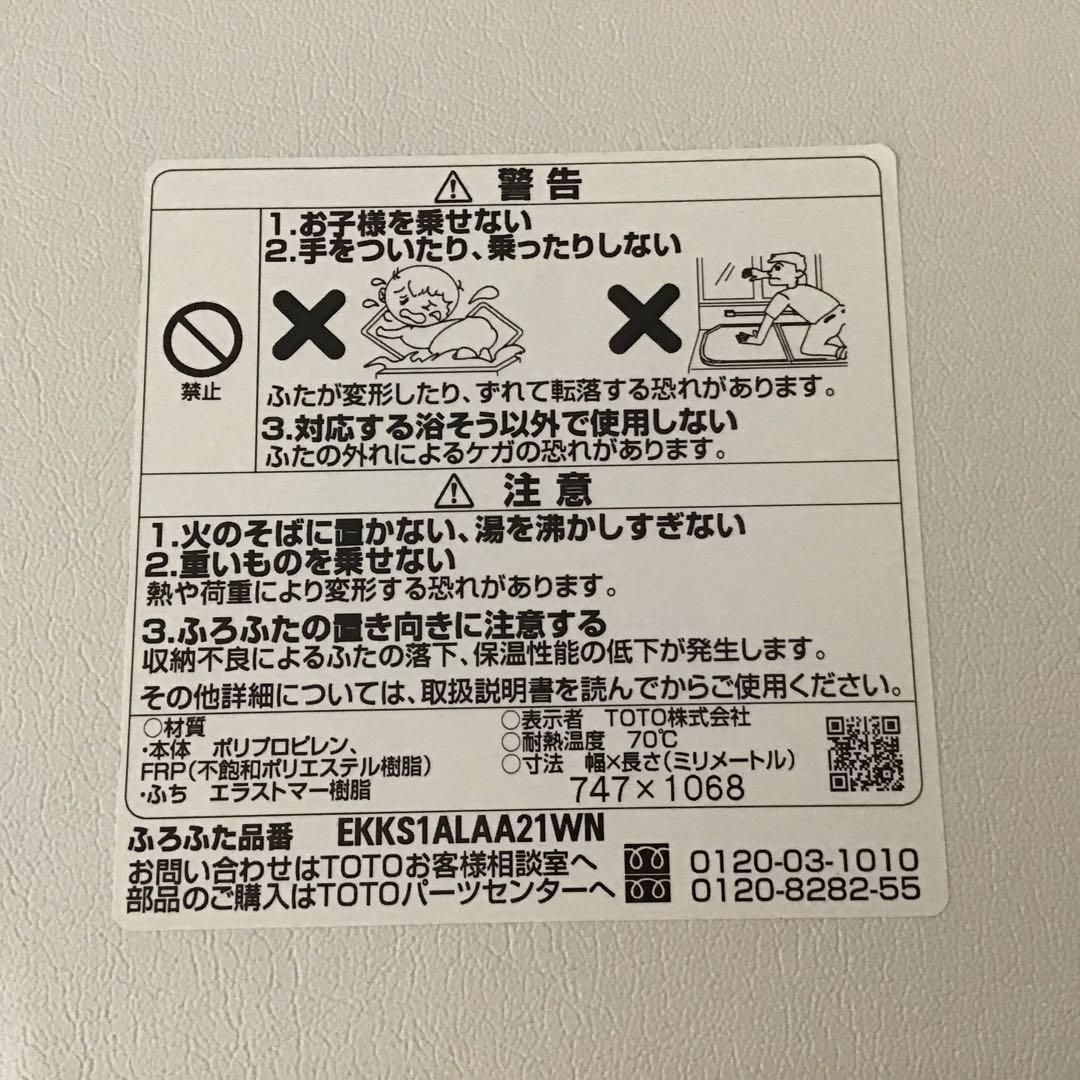 警告
1.お子様を乗せない
2.手をついたり、乗ったりしない
禁止
ふたが変形したり、ずれて転落する恐れがあります。
3.対応する浴そう以外で使用しない
ふたの外れによるケガの恐れがあります。
注意
1.火のそばに置かない、湯を沸かしすぎない
2.重いものを乗せない
熱や荷重により変形する恐れがあります。
3.ふろふたの置き向きに注意する
収納不良によるふたの落下、保温性能の低下が発生します。
その他詳細については、取扱説明書を読んでからご使用ください。
○材質
・本体 ポリプロピレン、
FRP(不飽和ポリエステル樹脂)
・ふち エラストマー樹脂
○表示者 TOTO株式会社
○耐熱温度 70℃
○寸法 幅×長さ(ミリメートル)
747×1068
ふろふた品番 EKKS1ALAA21WN
お問い合わせはTOTOお客様相談室へ 0120-03-1010
部品のご購入はTOTOパーツセンターへ 0120-8282-55